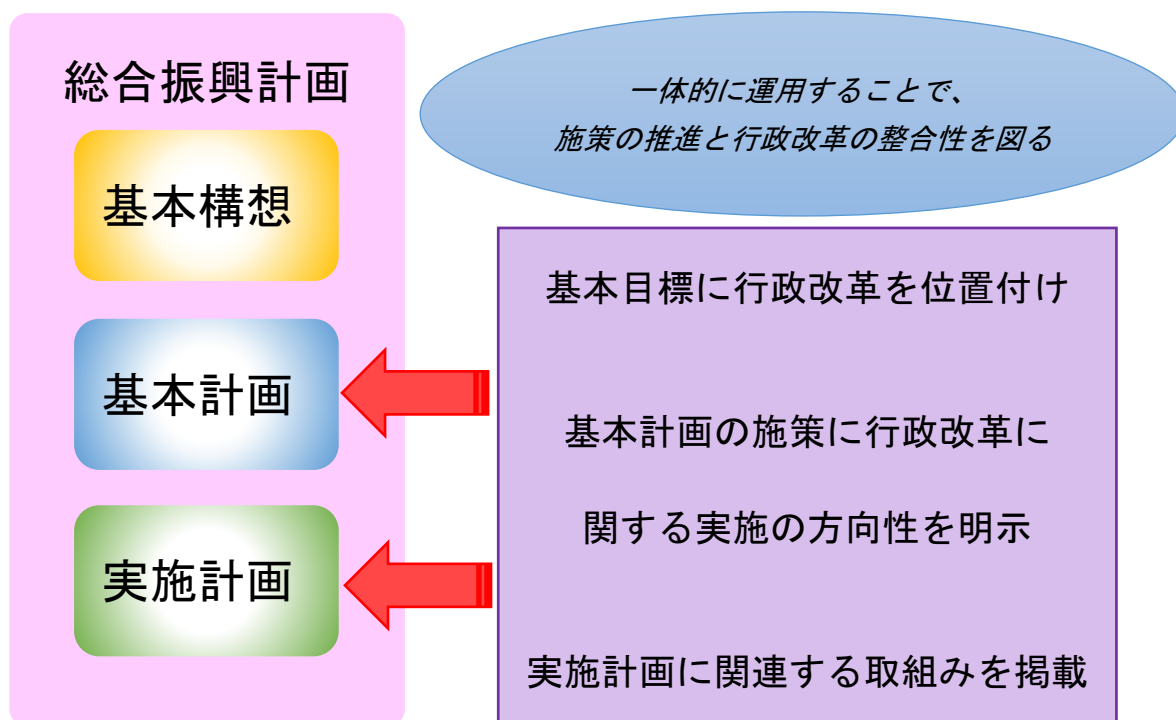 総合振興計画
基本構想
基本計画
実施計画
一体的に運用することで、
施策の推進と行政改革の整合性を図る
基本目標に行政改革を位置付け
基本計画の施策に行政改革に
関する実施の方向性を明示
実施計画に関連する取組みを掲載